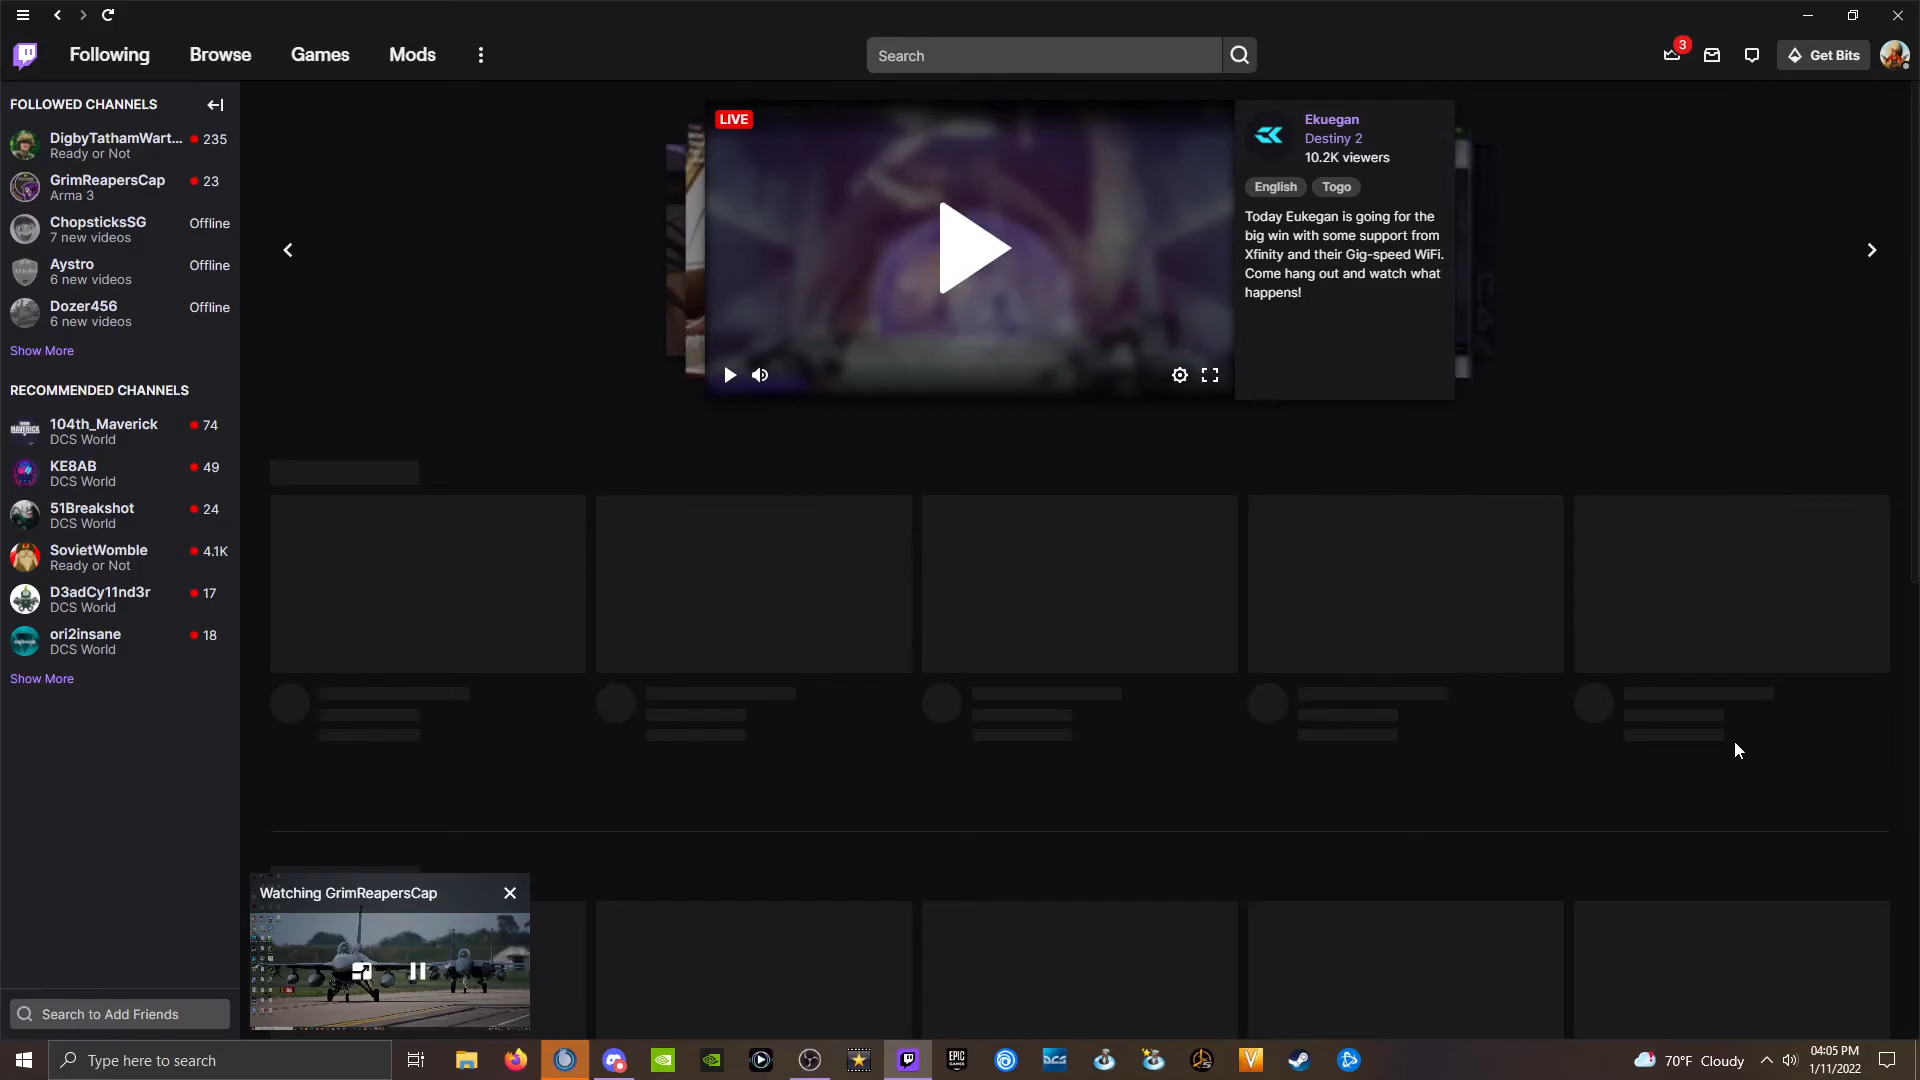 Following
Browse
Games
Mods
Search
3
Get Bits
FOLLOWED CHANNELS
DigbyTathamWart... 235
Ready or Not
GrimReapersCap 23
Arma 3
ChopsticksSG Offline
7 new videos
Aystro Offline
6 new videos
Dozer456 Offline
6 new videos
Show More
RECOMMENDED CHANNELS
104th_Maverick 74
DCS World
KE8AB 49
DCS World
51Breakshot 24
DCS World
SovietWomble 4.1K
Ready or Not
D3adCy11nd3r 17
DCS World
ori2insane 18
DCS World
Show More
Search to Add Friends
LIVE
Ekuegan
Destiny 2
10.2K viewers
English Togo
Today Eukegan is going for the
big win with some support from
Xfinity and their Gig-speed WiFi.
Come hang out and watch what
happens!
Watching GrimReapersCap
Type here to search
EPIC
GAMES
DCS
70°F Cloudy
04:05 PM
1/11/2022